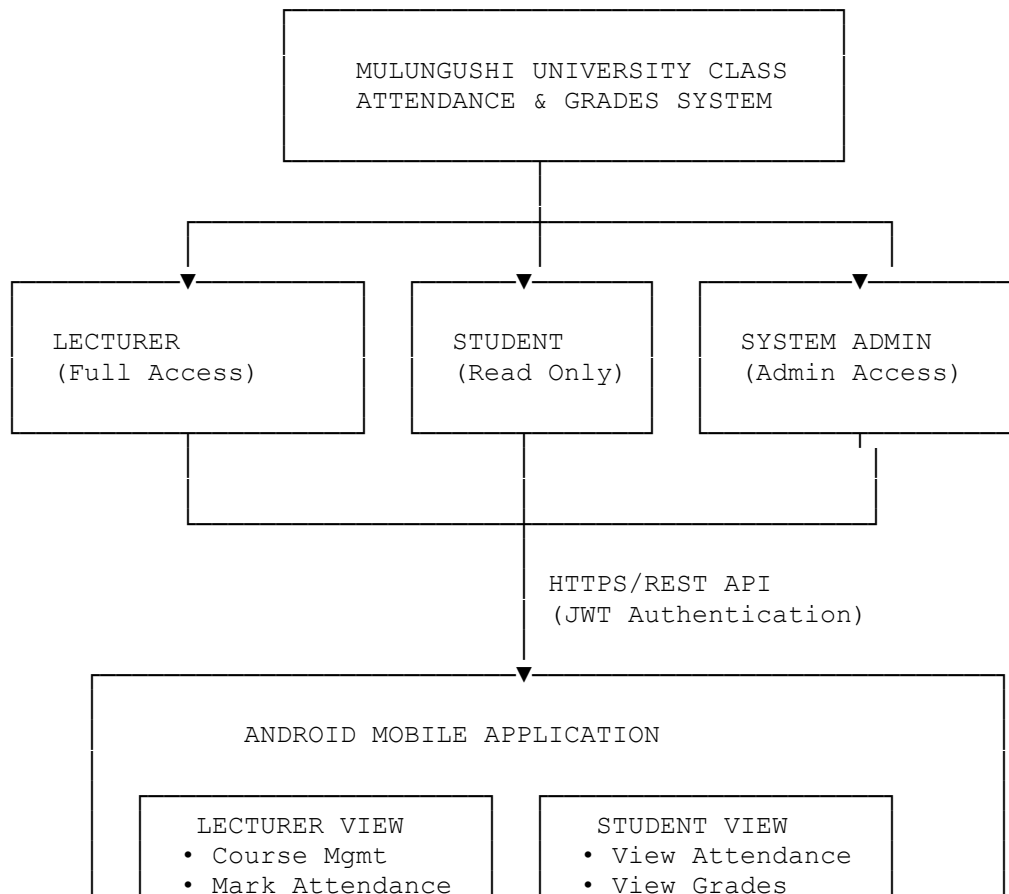 MULUNGUSHI UNIVERSITY CLASS
ATTENDANCE & GRADES SYSTEM
LECTURER
(Full Access)
STUDENT
(Read Only)
SYSTEM ADMIN
(Admin Access)
HTTPS/REST API
(JWT Authentication)
ANDROID MOBILE APPLICATION
LECTURER VIEW
• Course Mgmt
• Mark Attendance
STUDENT VIEW
• View Attendance
• View Grades